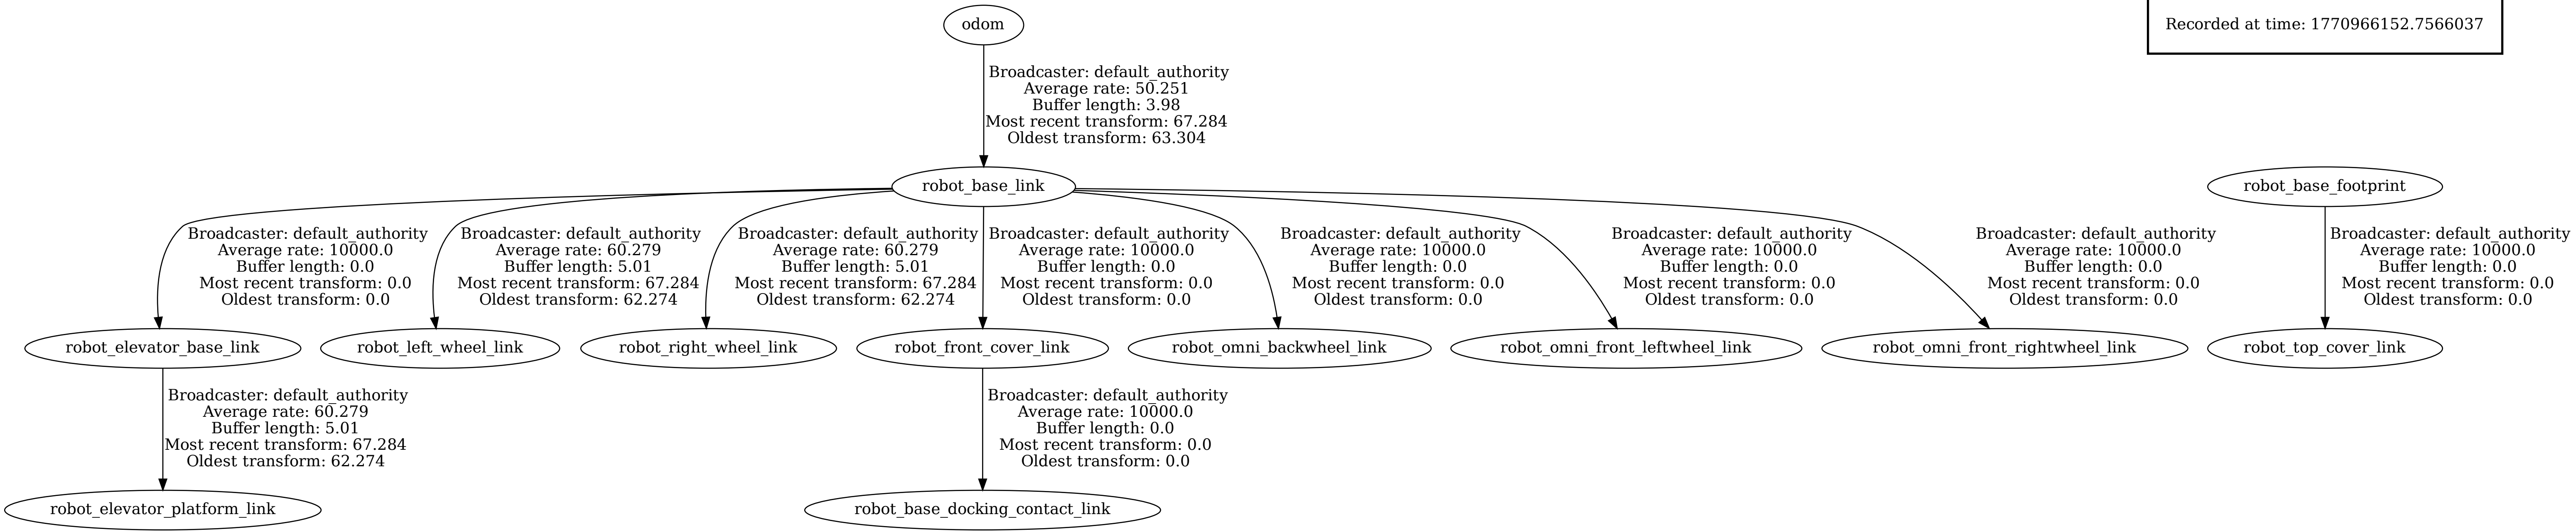 odom
Recorded at time: 1770966152.7566037
Broadcaster: default_authority
Average rate: 50.251
Buffer length: 3.98
Most recent transform: 67.284
Oldest transform: 63.304
robot_base_link
robot_base_footprint
Broadcaster: default_authority
Average rate: 10000.0
Buffer length: 0.0
Most recent transform: 0.0
Oldest transform: 0.0
Broadcaster: default_authority
Average rate: 60.279
Buffer length: 5.01
Most recent transform: 67.284
Oldest transform: 62.274
Broadcaster: default_authority
Average rate: 60.279
Buffer length: 5.01
Most recent transform: 67.284
Oldest transform: 62.274
Broadcaster: default_authority
Average rate: 10000.0
Buffer length: 0.0
Most recent transform: 0.0
Oldest transform: 0.0
Broadcaster: default_authority
Average rate: 10000.0
Buffer length: 0.0
Most recent transform: 0.0
Oldest transform: 0.0
Broadcaster: default_authority
Average rate: 10000.0
Buffer length: 0.0
Most recent transform: 0.0
Oldest transform: 0.0
Broadcaster: default_authority
Average rate: 10000.0
Buffer length: 0.0
Most recent transform: 0.0
Oldest transform: 0.0
Broadcaster: default_authority
Average rate: 10000.0
Buffer length: 0.0
Most recent transform: 0.0
Oldest transform: 0.0
robot_elevator_base_link
robot_left_wheel_link
robot_right_wheel_link
robot_front_cover_link
robot_omni_backwheel_link
robot_omni_front_leftwheel_link
robot_omni_front_rightwheel_link
robot_top_cover_link
Broadcaster: default_authority
Average rate: 60.279
Buffer length: 5.01
Most recent transform: 67.284
Oldest transform: 62.274
Broadcaster: default_authority
Average rate: 10000.0
Buffer length: 0.0
Most recent transform: 0.0
Oldest transform: 0.0
robot_elevator_platform_link
robot_base_docking_contact_link